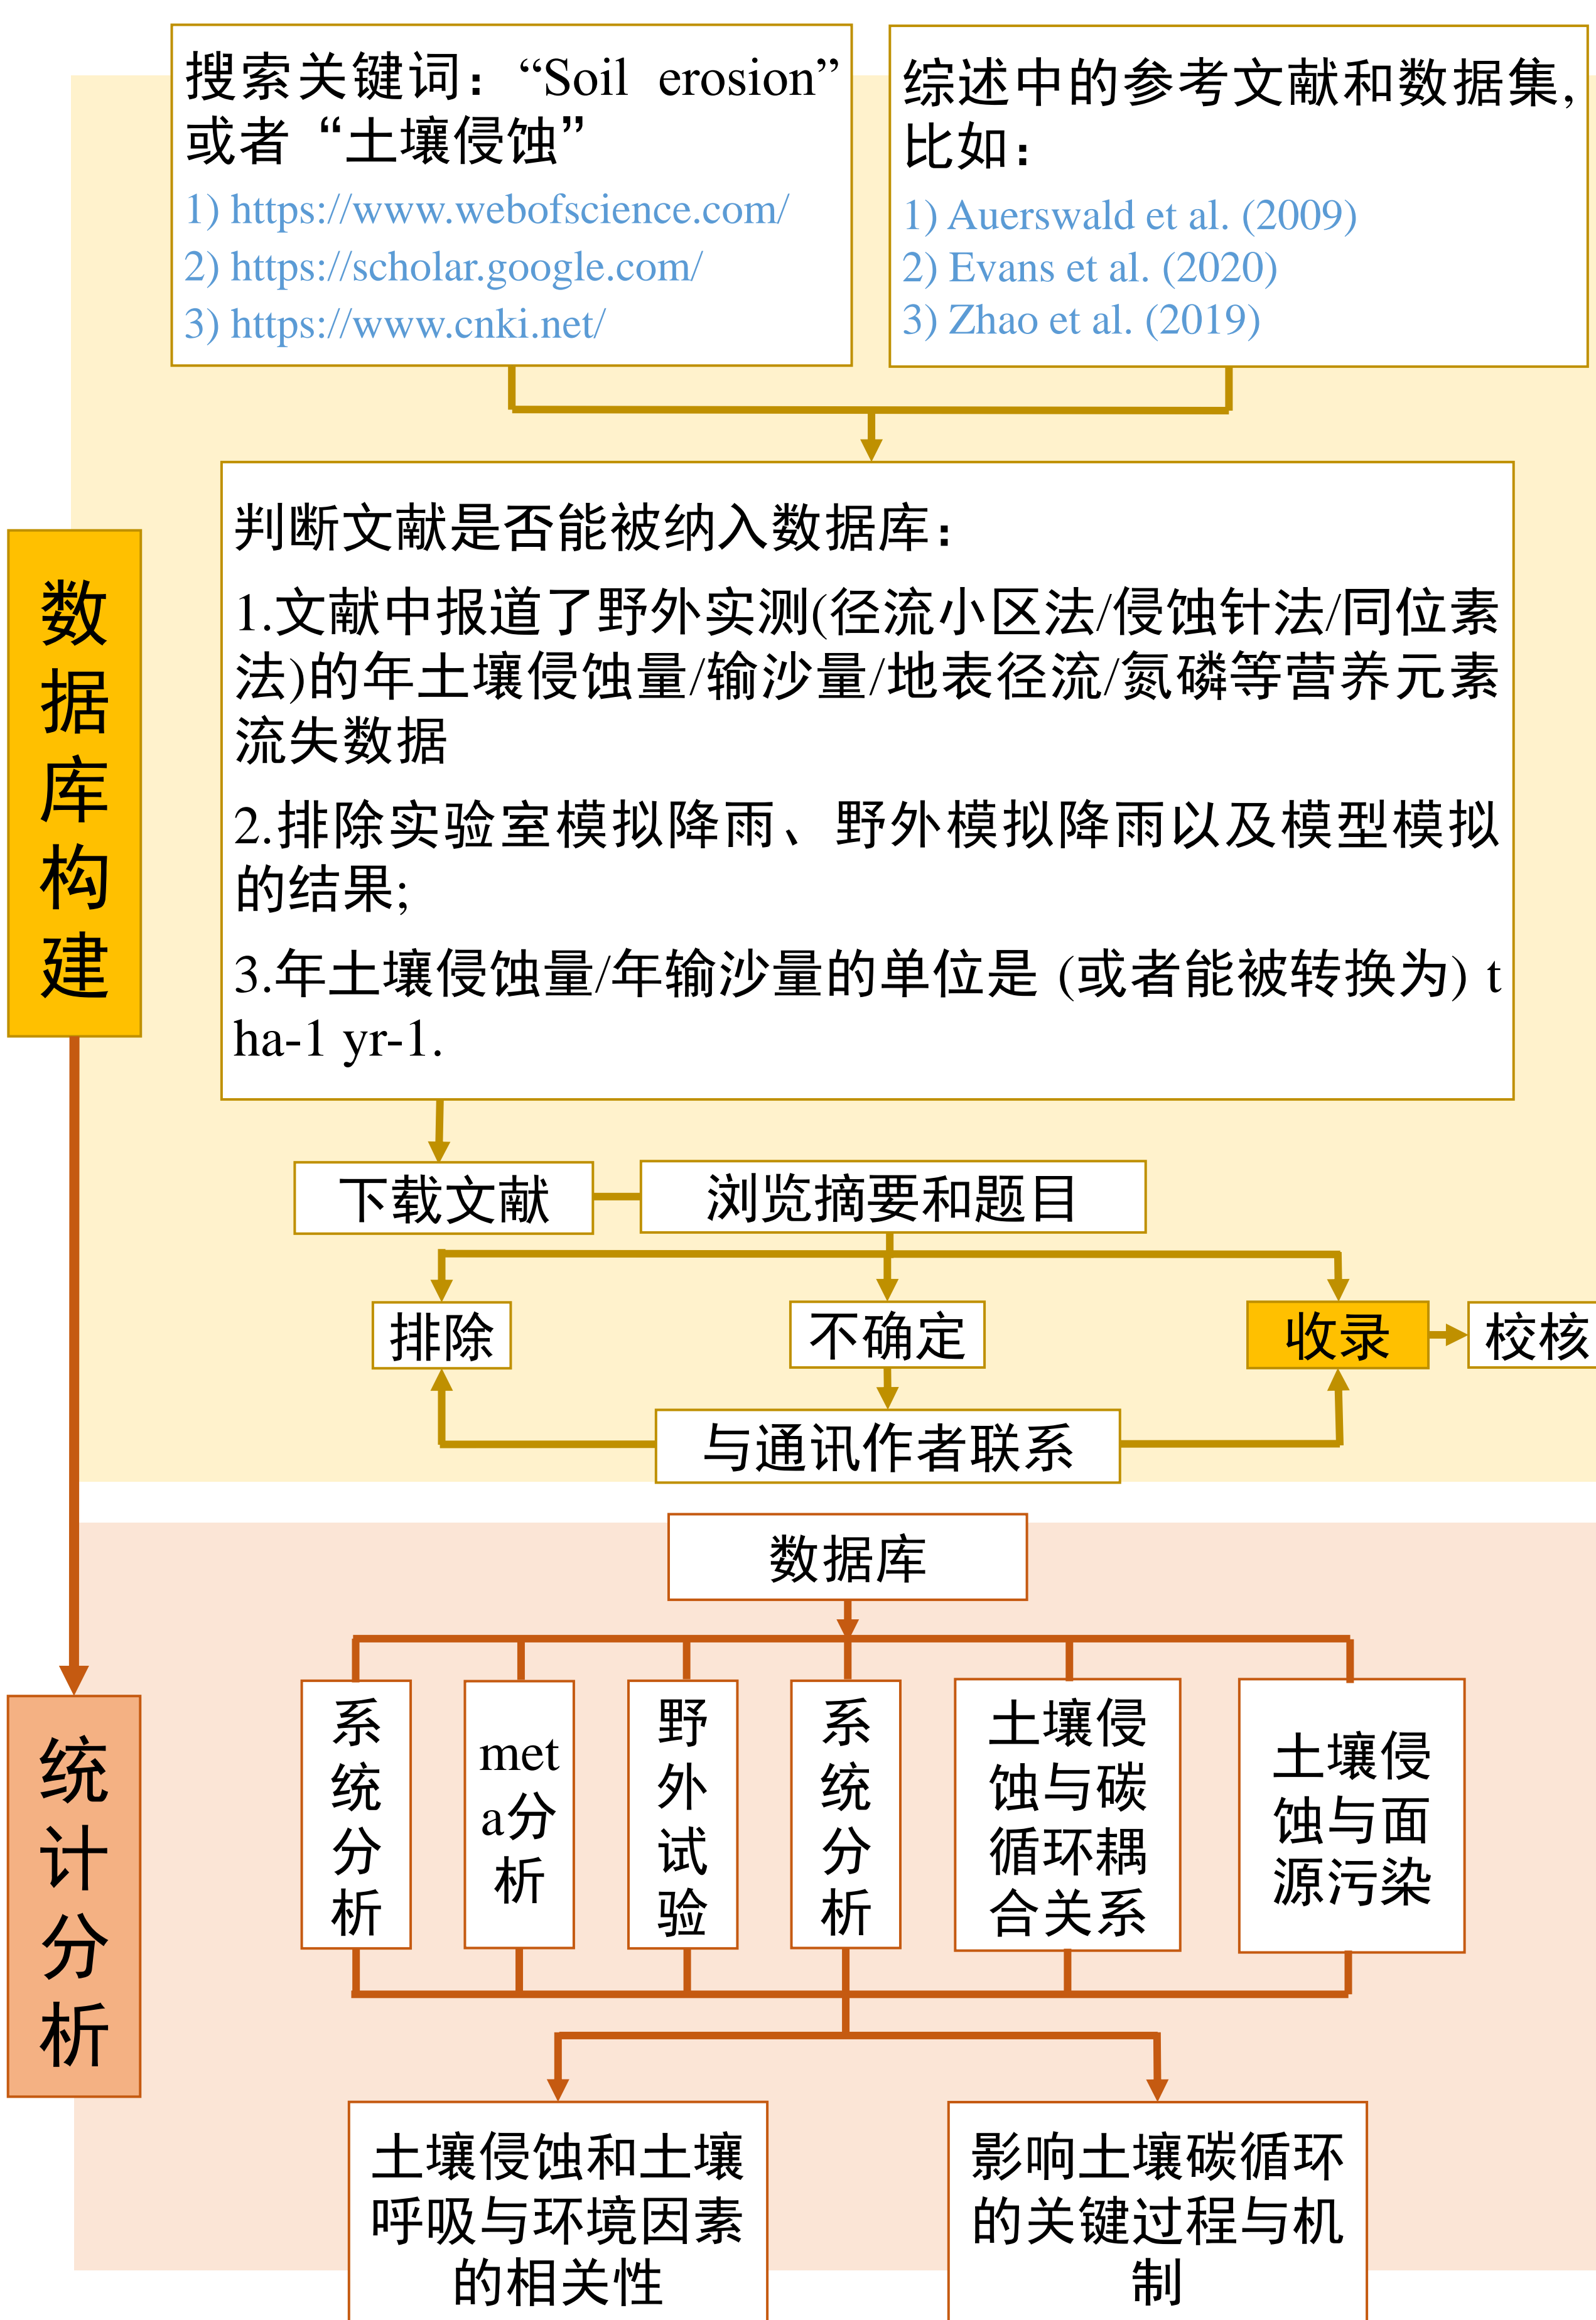 搜索关键词：“Soil erosion”
或者“土壤侵蚀”
1) https://www.webofscience.com/
2) https://scholar.google.com/
3) https://www.cnki.net/
综述中的参考文献和数据集,
比如：
1) Auerswald et al. (2009)
2) Evans et al. (2020)
3) Zhao et al. (2019)
数据库构建
判断文献是否能被纳入数据库：
1.文献中报道了野外实测(径流小区法/侵蚀针法/同位素
法)的年土壤侵蚀量/输沙量/地表径流/氮磷等营养元素
流失数据
2.排除实验室模拟降雨、野外模拟降雨以及模型模拟
的结果;
3.年土壤侵蚀量/年输沙量的单位是 (或者能被转换为) t
ha-1 yr-1.
下载文献
浏览摘要和题目
排除
不确定
收录
校核
与通讯作者联系
数据库
统计分析
系统分析
met
a分
析
野外试验
系统分析
土壤侵
蚀与碳
循环耦
合关系
土壤侵
蚀与面
源污染
土壤侵蚀和土壤
呼吸与环境因素
的相关性
影响土壤碳循环
的关键过程与机
制